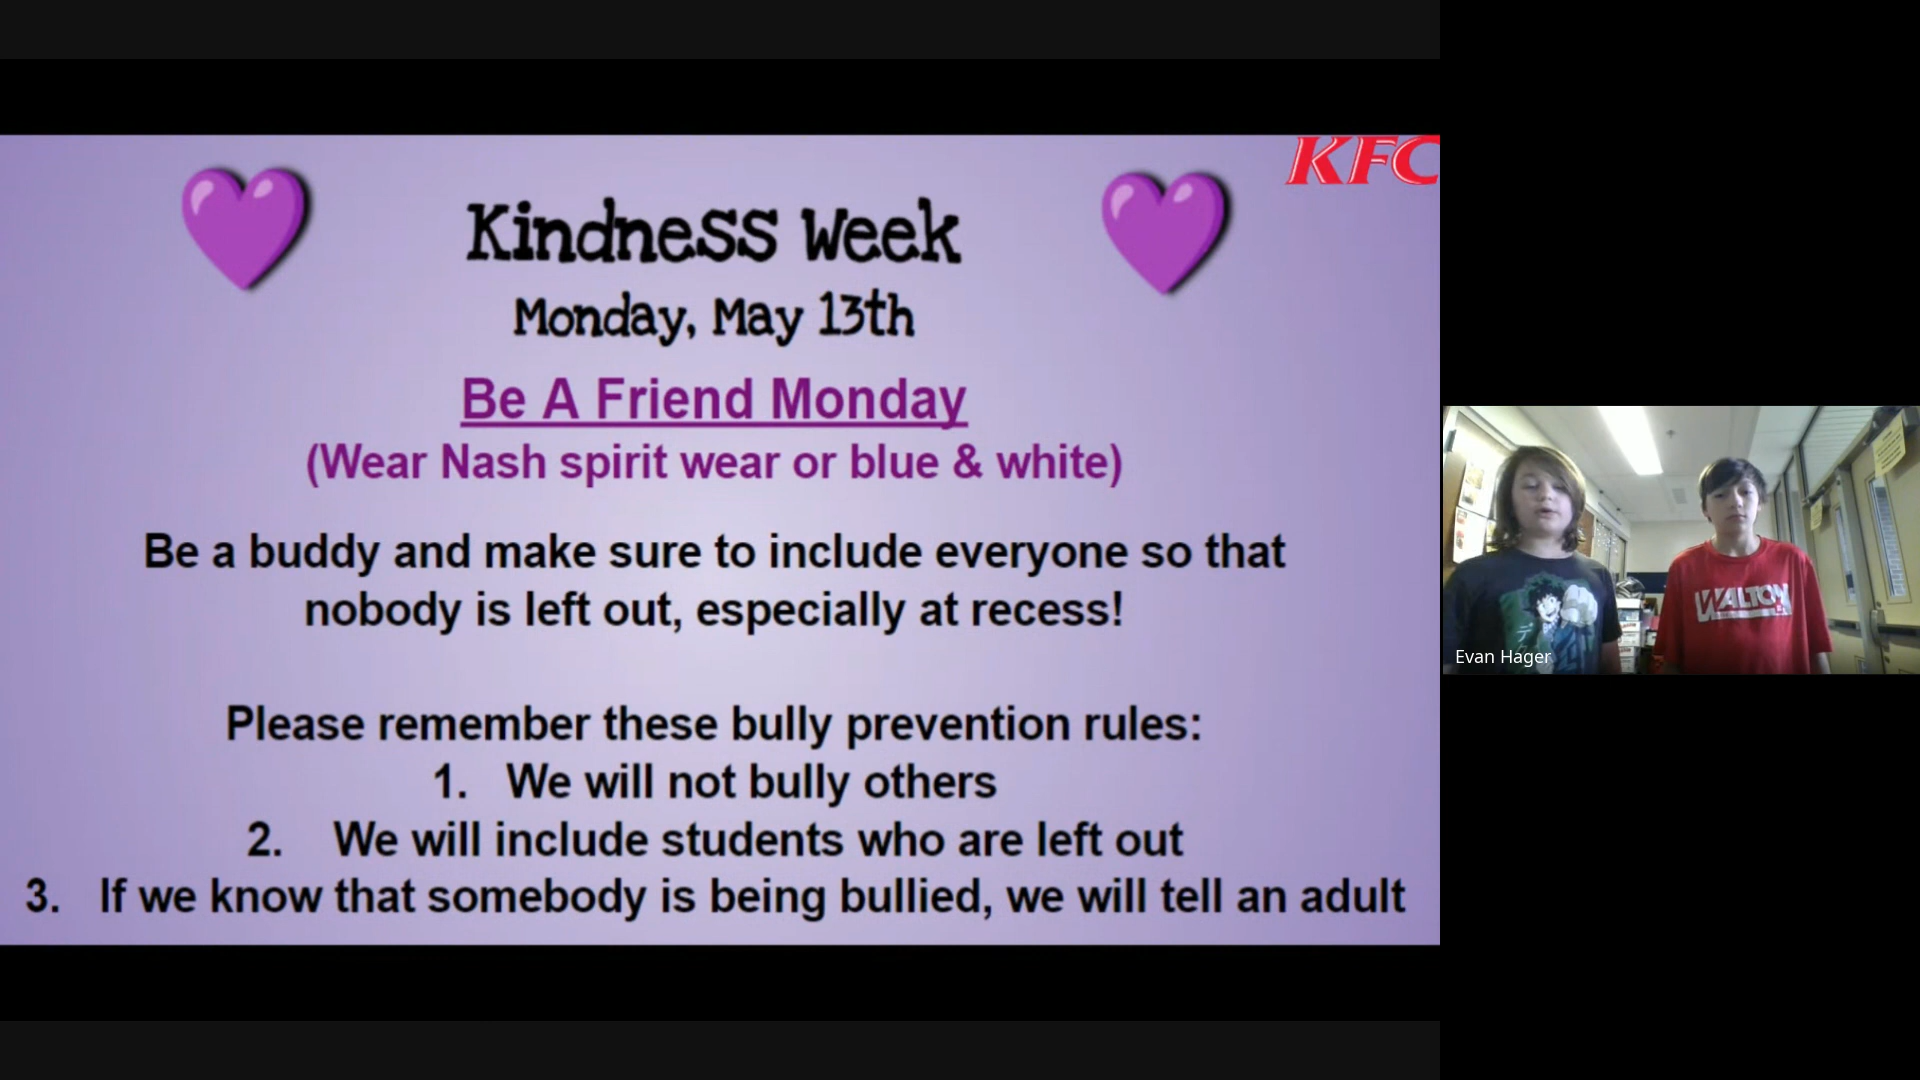 KFC
Kindness Week
Monday, May 13th
Be A Friend Monday
(Wear Nash spirit wear or blue & white)
Be a buddy and make sure to include everyone so that
nobody is left out, especially at recess!
Please remember these bully prevention rules:
1. We will not bully others
2. We will include students who are left out
3. If we know that somebody is being bullied, we will tell an adult
WALTON
Evan Hager